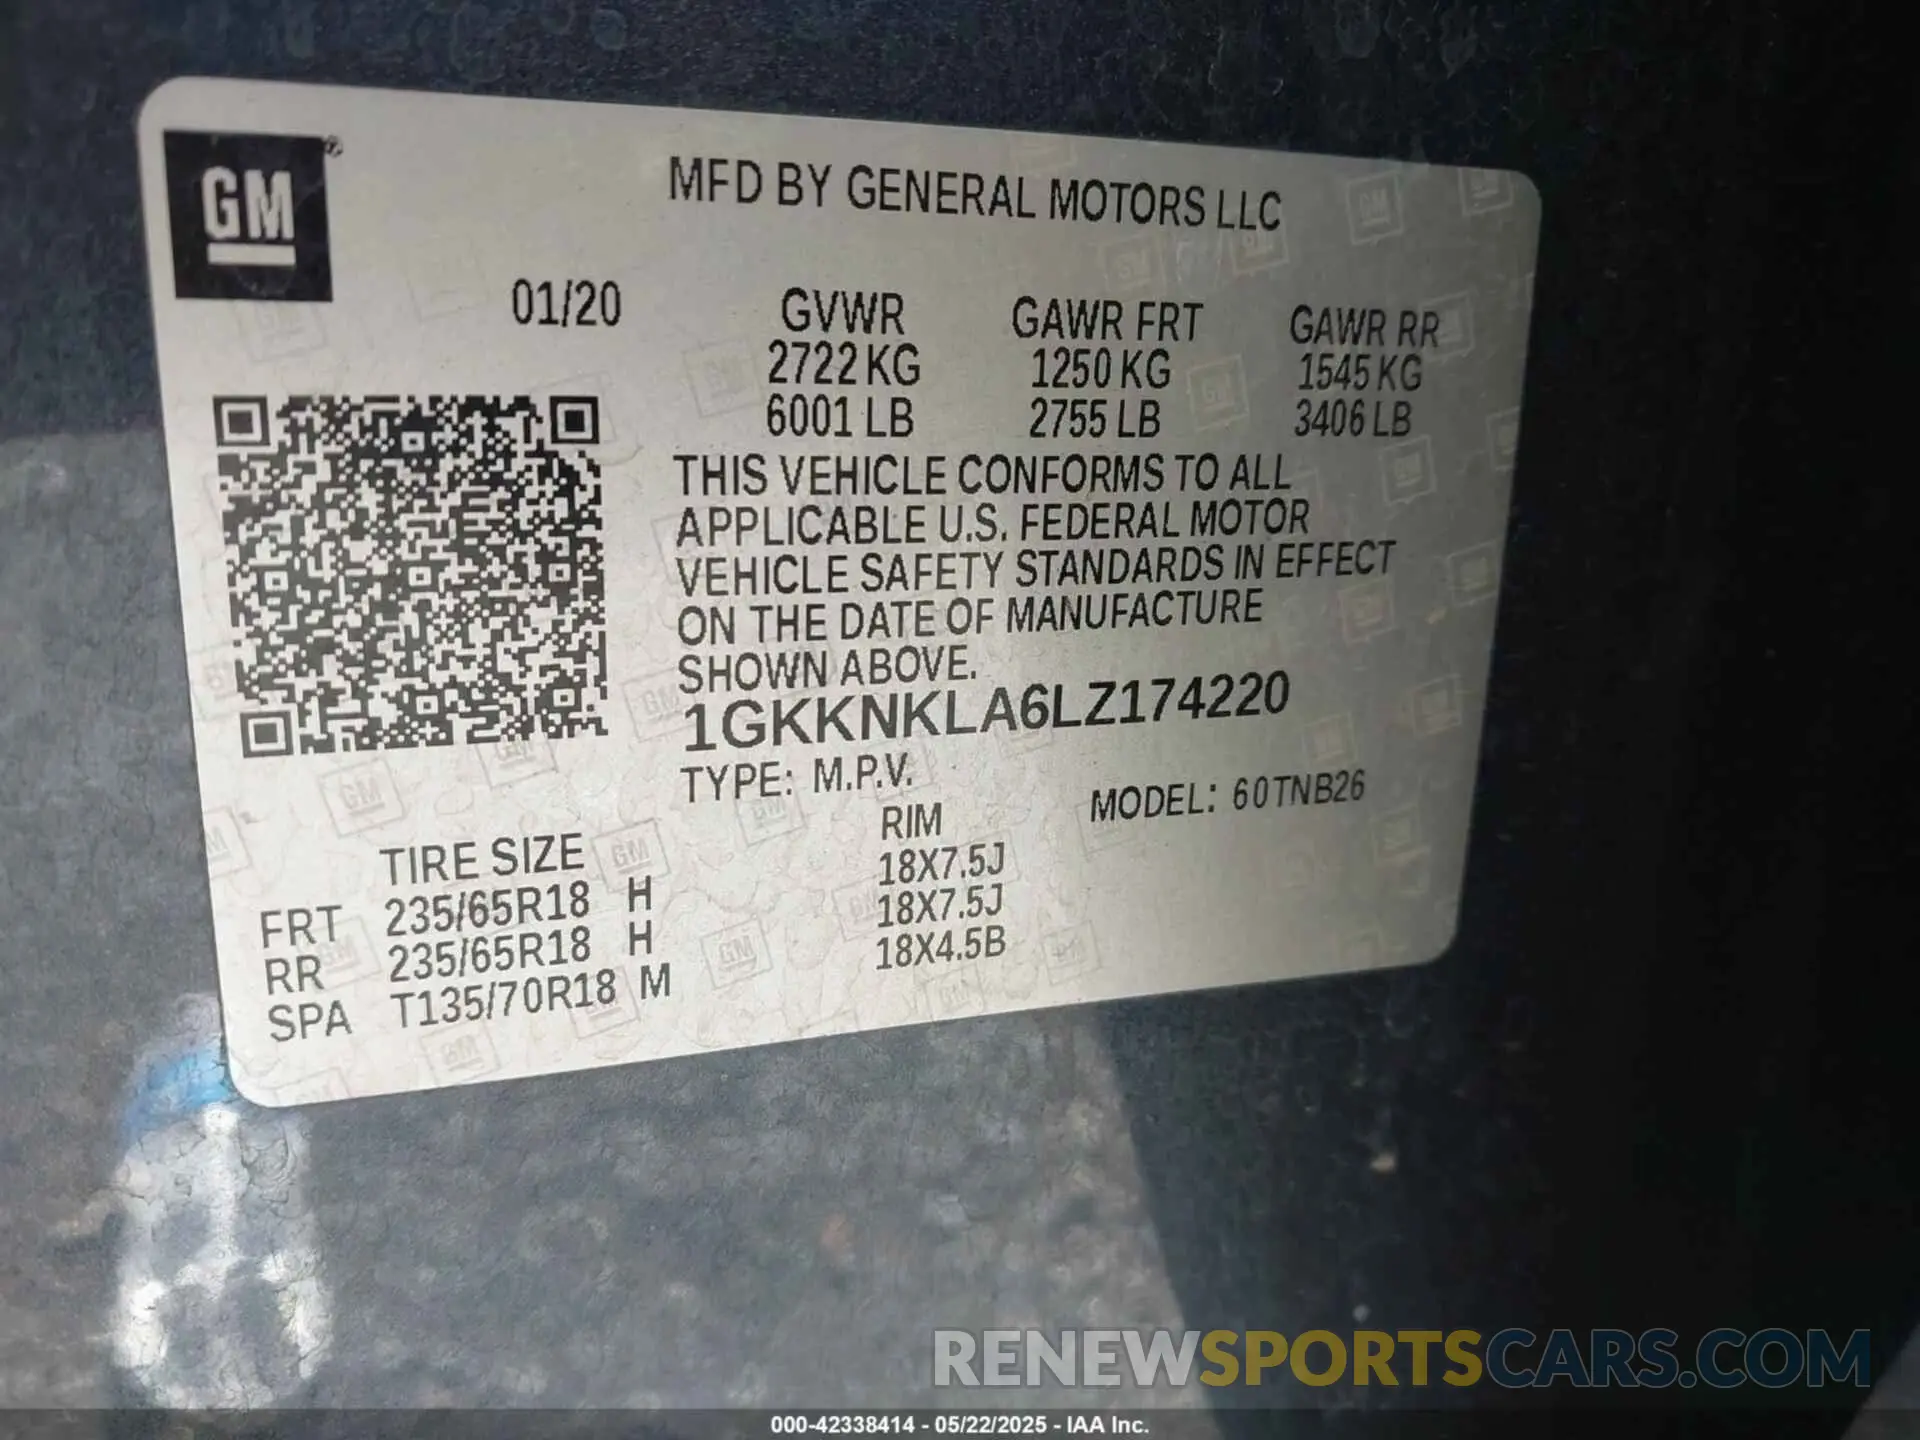 GM®
MFD BY GENERAL MOTORS LLC
01/20 GVWR GAWR FRT GAWR RR
2722 KG 1250 KG 1545 KG
6001 LB 2755 LB 3406 LB
THIS VEHICLE CONFORMS TO ALL
APPLICABLE U.S. FEDERAL MOTOR
VEHICLE SAFETY STANDARDS IN EFFECT
ON THE DATE OF MANUFACTURE
SHOWN ABOVE.
1GKKNKLA6LZ174220
TYPE: M.P.V. MODEL: 60TNB26
TIRE SIZE RIM
FRT 235/65R18 H 18X7.5J
RR 235/65R18 H 18X7.5J
SPA T135/70R18 M 18X4.5B
RENEWSPORTSCARS.COM
000-42338414 - 05/22/2025 - IAA Inc.